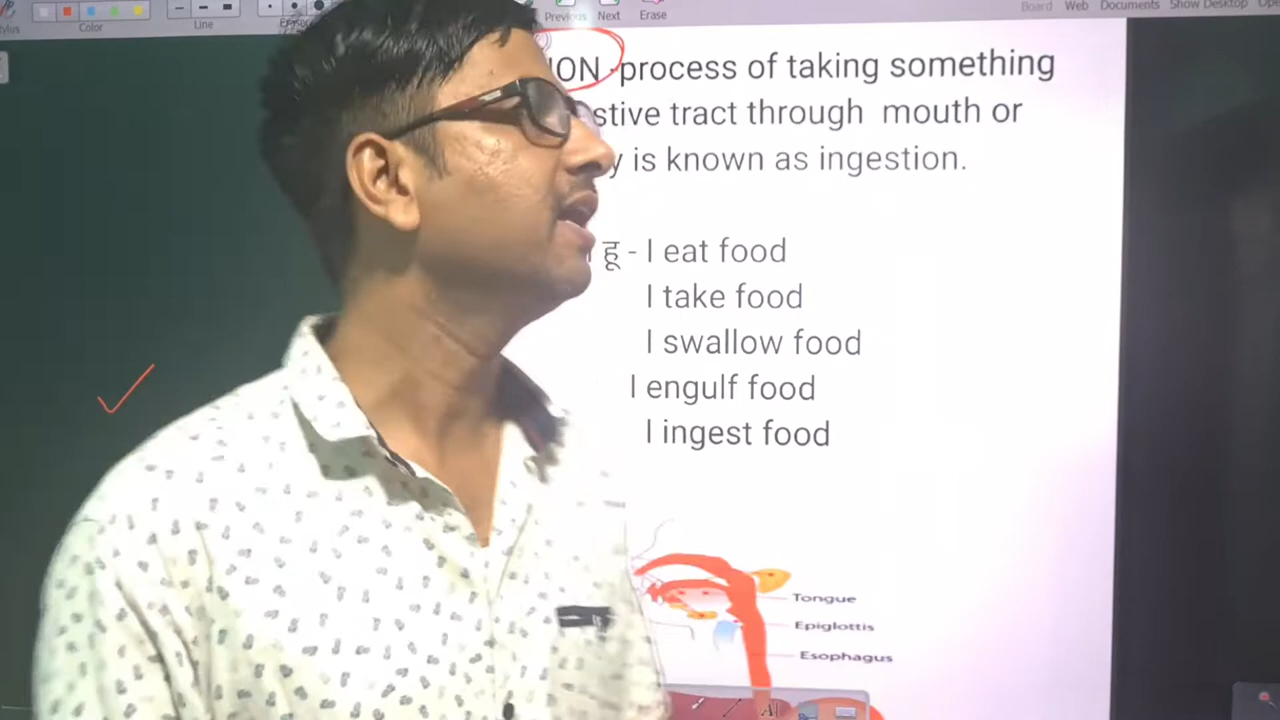 Color
Line
Eraser
Previous
Next
Erase
Board Web Documents Show Desktop
ION - process of taking something
stive tract through mouth or
y is known as ingestion.
हू - I eat food
I take food
I swallow food
I engulf food
I ingest food
Tongue
Epiglottis
Esophagus